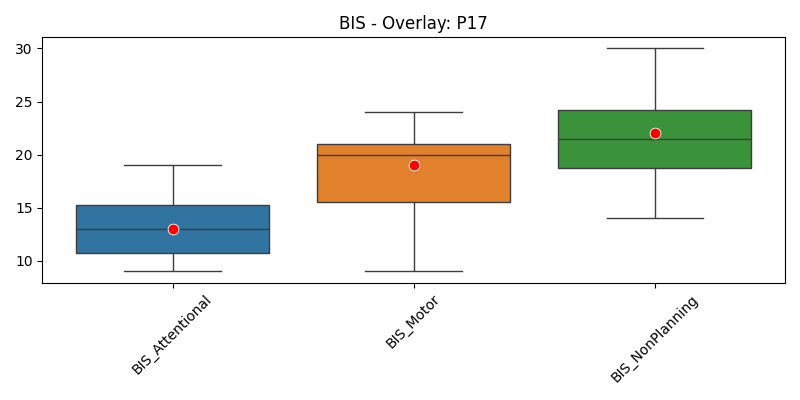 BIS - Overlay: P17
30
25
20
15
10
BIS_Attentional
BIS_Motor
BIS_NonPlanning